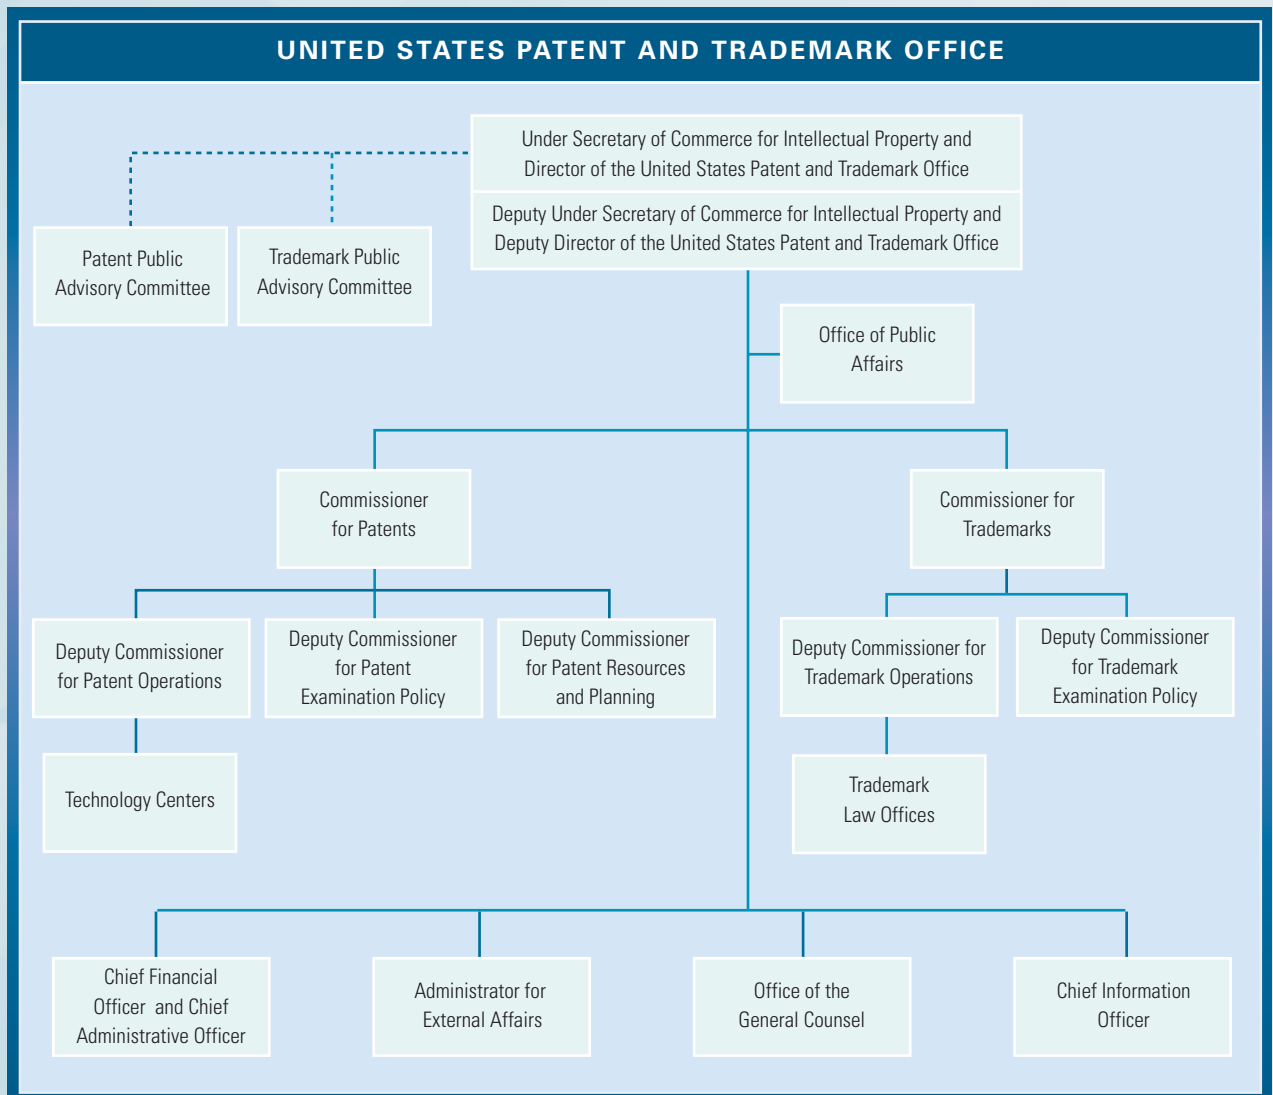 UNITED STATES PATENT AND TRADEMARK OFFICE
Under Secretary of Commerce for Intellectual Property and
Director of the United States Patent and Trademark Office
Deputy Under Secretary of Commerce for Intellectual Property and
Deputy Director of the United States Patent and Trademark Office
Patent Public
Advisory Committee
Trademark Public
Advisory Committee
Office of Public
Affairs
Commissioner
for Patents
Commissioner for
Trademarks
Deputy Commissioner
for Patent Operations
Deputy Commissioner
for Patent
Examination Policy
Deputy Commissioner
for Patent Resources
and Planning
Deputy Commissioner for
Trademark Operations
Deputy Commissioner
for Trademark
Examination Policy
Technology Centers
Trademark
Law Offices
Chief Financial
Officer and Chief
Administrative Officer
Administrator for
External Affairs
Office of the
General Counsel
Chief Information
Officer